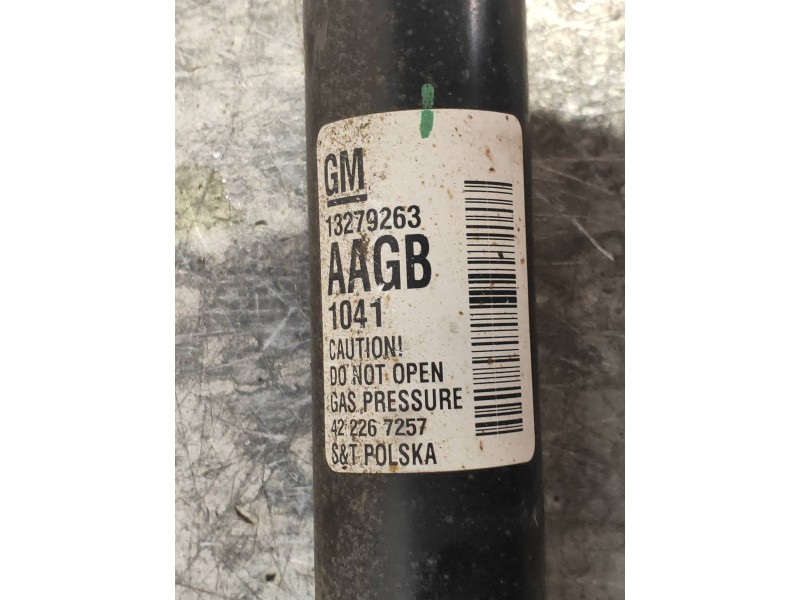 GM
13279263
AAGB
1041
CAUTION!
DO NOT OPEN
GAS PRESSURE
42 226 7257
S&T POLSKA